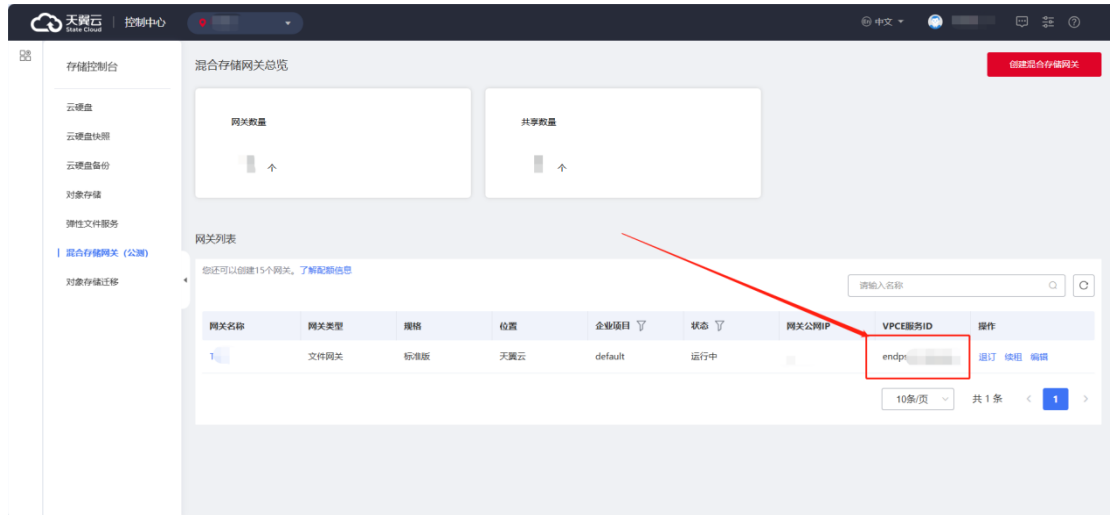 天翼云
State Cloud
控制中心
中文
存储控制台
云硬盘
云硬盘快照
云硬盘备份
对象存储
弹性文件服务
混合存储网关（公测）
对象存储迁移
混合存储网关总览
创建混合存储网关
网关数量
共享数量
个
个
网关列表
您还可以创建15个网关。了解配额信息
请输入名称
网关名称 网关类型 规格 位置 企业项目 状态 网关公网IP VPCE服务ID 操作
文件网关 标准版 天翼云 default 运行中 退订 续租 编辑
10条/页 共 1 条 1